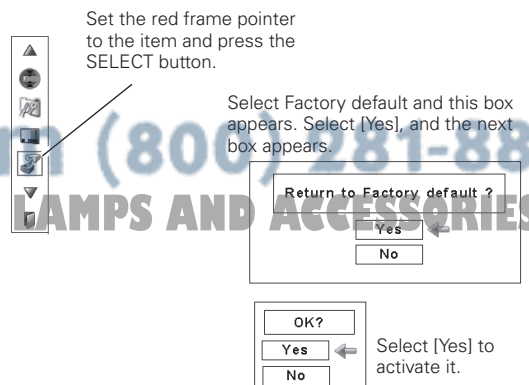 Set the red frame pointer
to the item and press the
SELECT button.
Select Factory default and this box
appears. Select [Yes], and the next
box appears.
m (800) 281-88
LAMPS AND ACCESSORIES
Return to Factory default ?
Yes
No
OK?
Yes
No
Select [Yes] to
activate it.